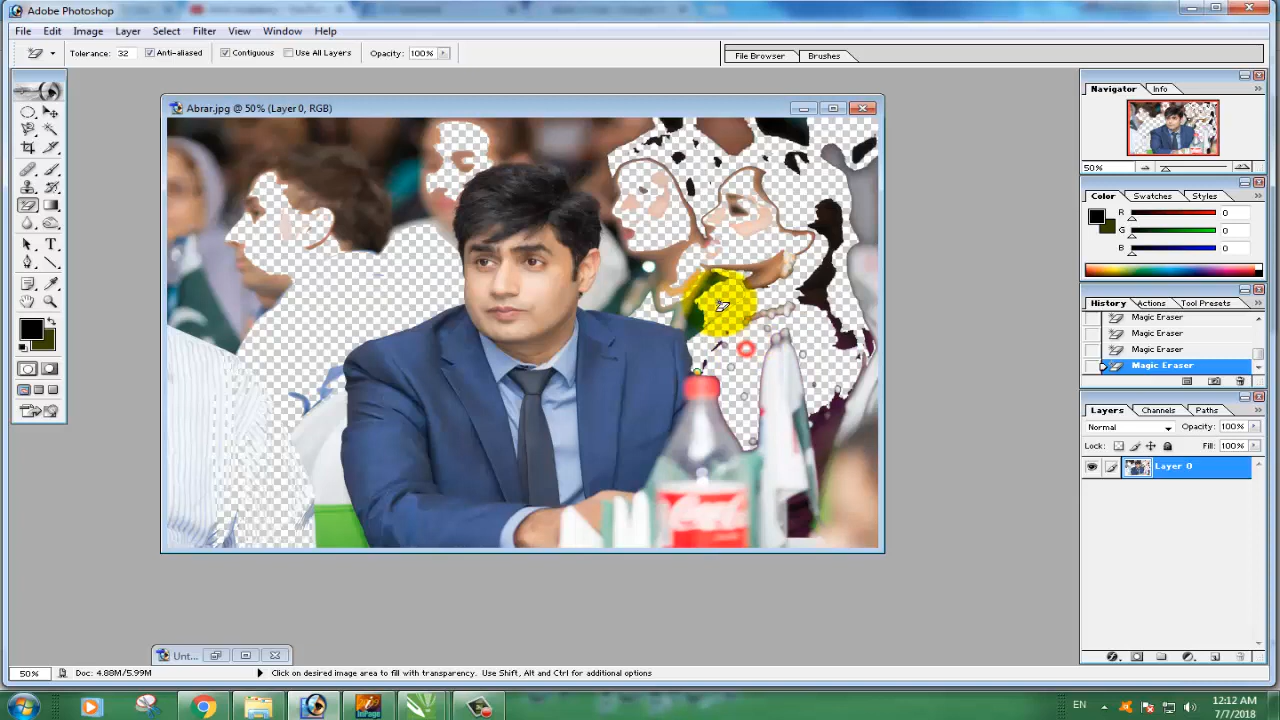 Adobe Photoshop
File Edit Image Layer Select Filter View Window Help
Tolerance: 32 Anti-aliased Contiguous Use All Layers Opacity: 100% File Browser Brushes
Abrar.jpg @ 50% (Layer 0, RGB)
Navigator Info
50%
Color Swatches Styles
R 0
G 0
B 0
History Actions Tool Presets
Magic Eraser
Magic Eraser
Magic Eraser
Magic Eraser
Layers Channels Paths
Normal Opacity: 100%
Lock: Fill: 100%
Layer 0
Unt...
50% Doc: 4.88M/5.99M Click on desired image area to fill with transparency. Use Shift, Alt and Ctrl for additional options
InPage
EN 12:12 AM
7/7/2018